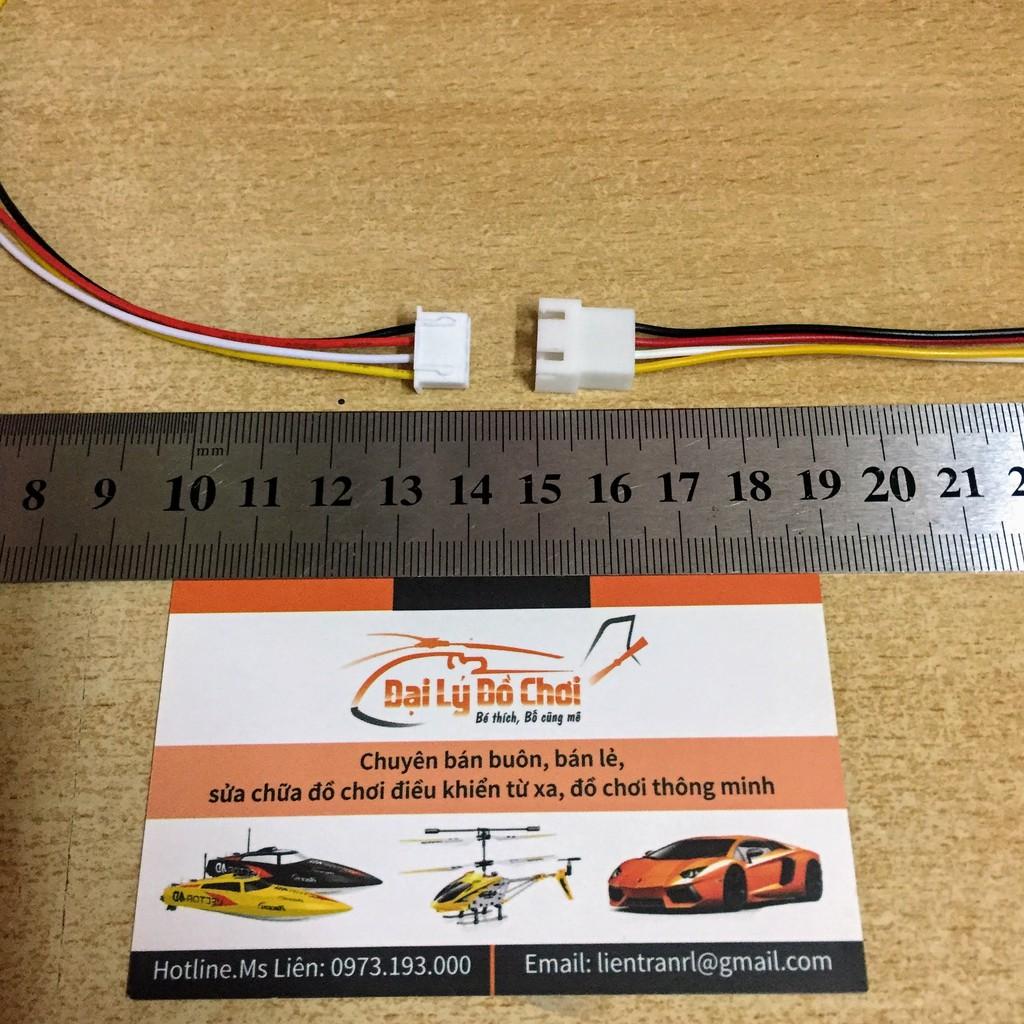 mm
8 9 10 11 12 13 14 15 16 17 18 19 20 21
Đại Lý Đồ Chơi
Bé thích, Bố cũng mê
Chuyên bán buôn, bán lẻ,
sửa chữa đồ chơi điều khiển từ xa, đồ chơi thông minh
VECTOR
Hotline.Ms Liên: 0973.193.000
Email: lientranrl@gmail.com